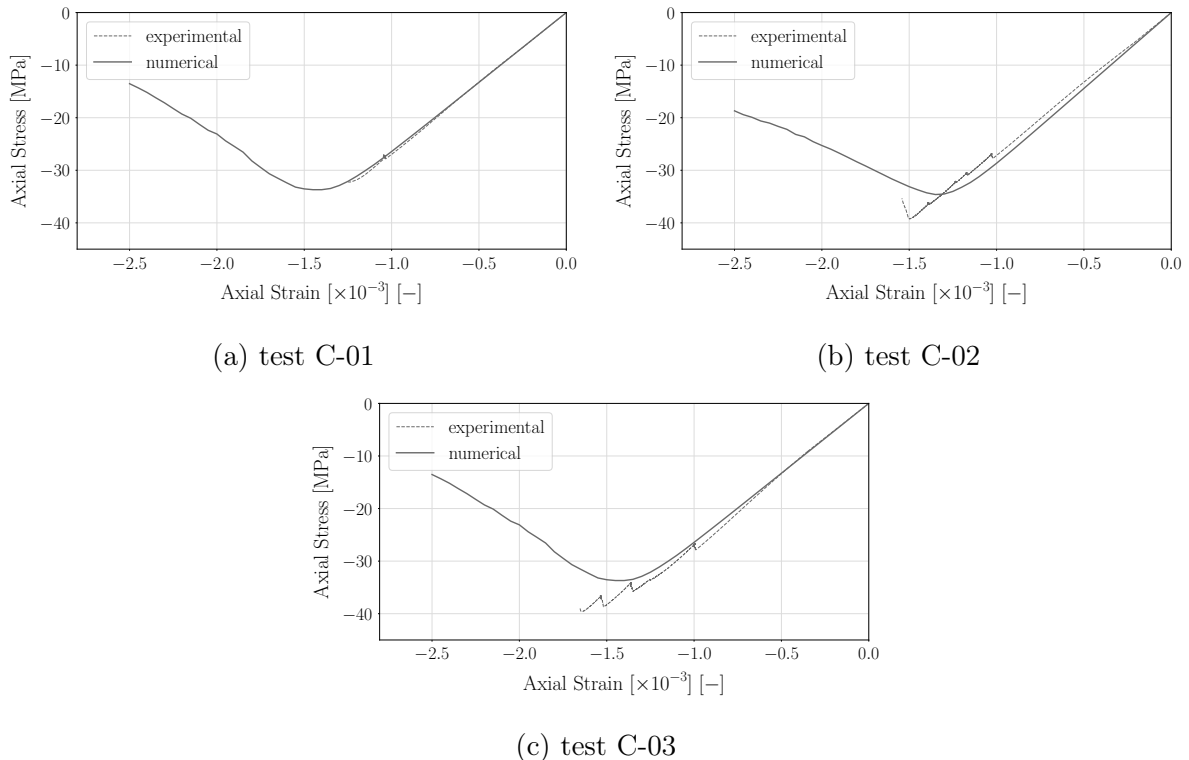 0
−10
−20
−30
−40
Axial Stress [MPa]
experimental
numerical
−2.5 −2.0 −1.5 −1.0 −0.5 0.0
Axial Strain [×10⁻³] [−]
(a) test C-01
0
−10
−20
−30
−40
Axial Stress [MPa]
experimental
numerical
−2.5 −2.0 −1.5 −1.0 −0.5 0.0
Axial Strain [×10⁻³] [−]
(b) test C-02
0
−10
−20
−30
−40
Axial Stress [MPa]
experimental
numerical
−2.5 −2.0 −1.5 −1.0 −0.5 0.0
Axial Strain [×10⁻³] [−]
(c) test C-03